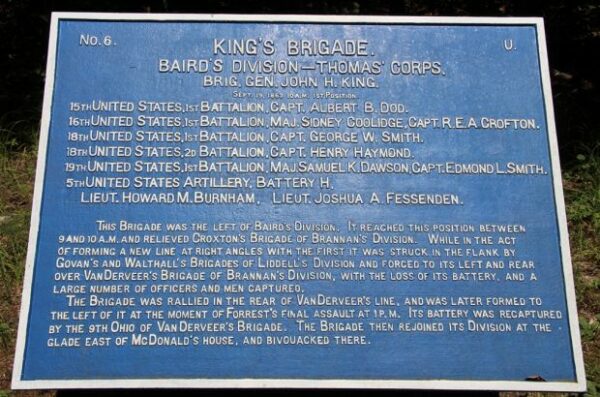 No. 6. U.
KING'S BRIGADE.
BAIRD'S DIVISION—THOMAS' CORPS.
BRIG. GEN. JOHN H. KING.
SEPT. 19, 1863. 10 A.M. 1ST POSITION.
15TH UNITED STATES, 1ST BATTALION, CAPT. ALBERT B. DOD.
16TH UNITED STATES, 1ST BATTALION, MAJ. SIDNEY COOLIDGE, CAPT. R.E.A. CROFTON.
18TH UNITED STATES, 1ST BATTALION, CAPT. GEORGE W. SMITH.
18TH UNITED STATES, 2D BATTALION, CAPT. HENRY HAYMOND.
19TH UNITED STATES, 1ST BATTALION, MAJ. SAMUEL K. DAWSON, CAPT. EDMOND L. SMITH.
5TH UNITED STATES ARTILLERY, BATTERY H,
LIEUT. HOWARD M. BURNHAM, LIEUT. JOSHUA A. FESSENDEN.
THIS BRIGADE WAS THE LEFT OF BAIRD'S DIVISION. IT REACHED THIS POSITION BETWEEN
9 AND 10 A.M. AND RELIEVED CROXTON'S BRIGADE OF BRANNAN'S DIVISION. WHILE IN THE ACT
OF FORMING A NEW LINE AT RIGHT ANGLES WITH THE FIRST IT WAS STRUCK IN THE FLANK BY
GOVAN'S AND WALTHALL'S BRIGADES OF LIDDELL'S DIVISION AND FORCED TO ITS LEFT AND REAR
OVER VANDERVEER'S BRIGADE OF BRANNAN'S DIVISION, WITH THE LOSS OF ITS BATTERY, AND A
LARGE NUMBER OF OFFICERS AND MEN CAPTURED.
THE BRIGADE WAS RALLIED IN THE REAR OF VANDERVEER'S LINE, AND WAS LATER FORMED TO
THE LEFT OF IT AT THE MOMENT OF FORREST'S FINAL ASSAULT AT 1 P.M. ITS BATTERY WAS RECAPTURED
BY THE 9TH OHIO OF VANDERVEER'S BRIGADE. THE BRIGADE THEN REJOINED ITS DIVISION AT THE
GLADE EAST OF MCDONALD'S HOUSE, AND BIVOUACKED THERE.